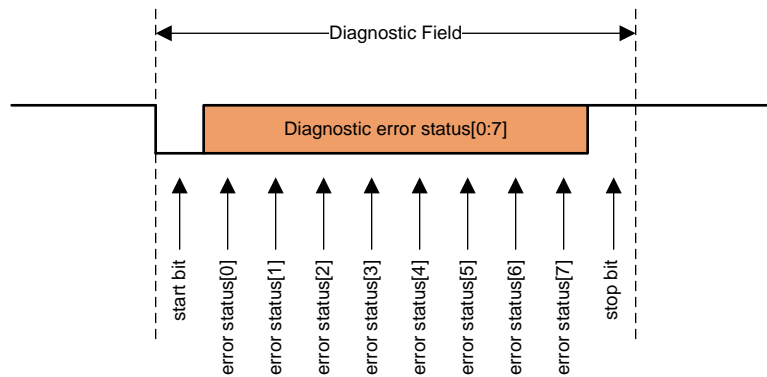 Diagnostic Field
Diagnostic error status[0:7]
start bit
error status[0]
error status[1]
error status[2]
error status[3]
error status[4]
error status[5]
error status[6]
error status[7]
stop bit